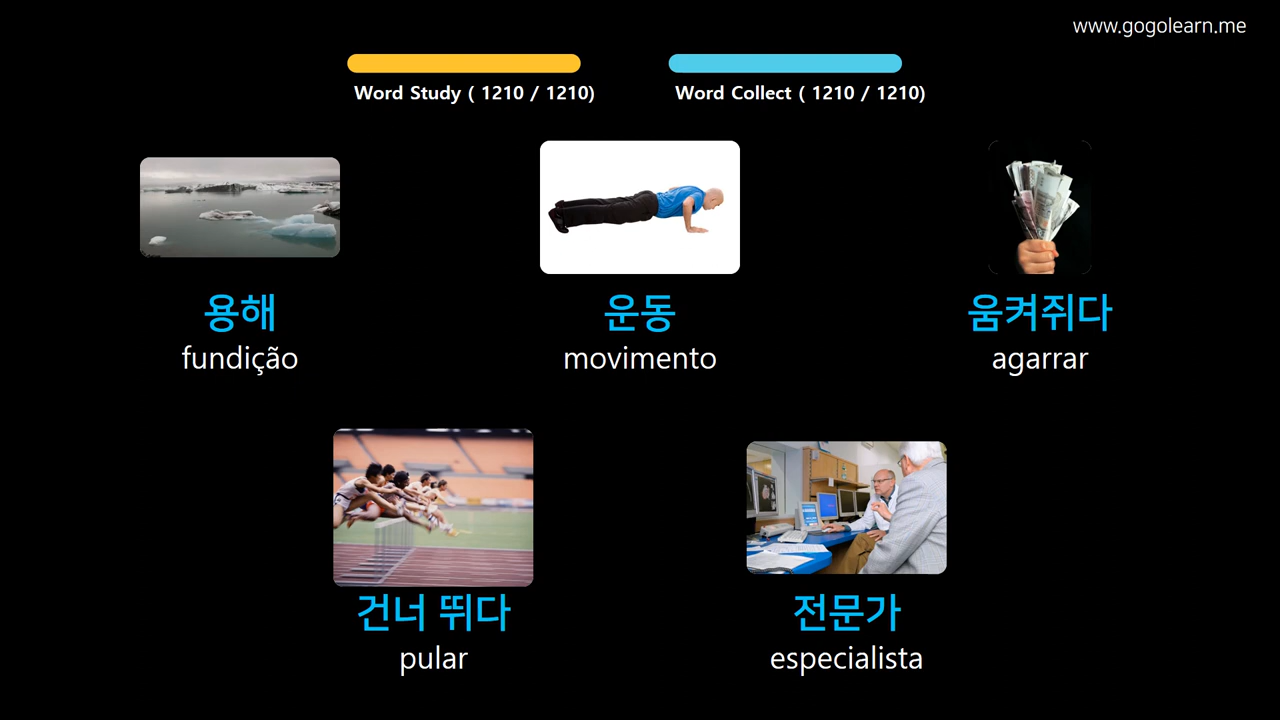 www.gogolearn.me
Word Study ( 1210 / 1210)
Word Collect ( 1210 / 1210)
용해
fundição
운동
movimento
움켜쥐다
agarrar
건너 뛰다
pular
전문가
especialista